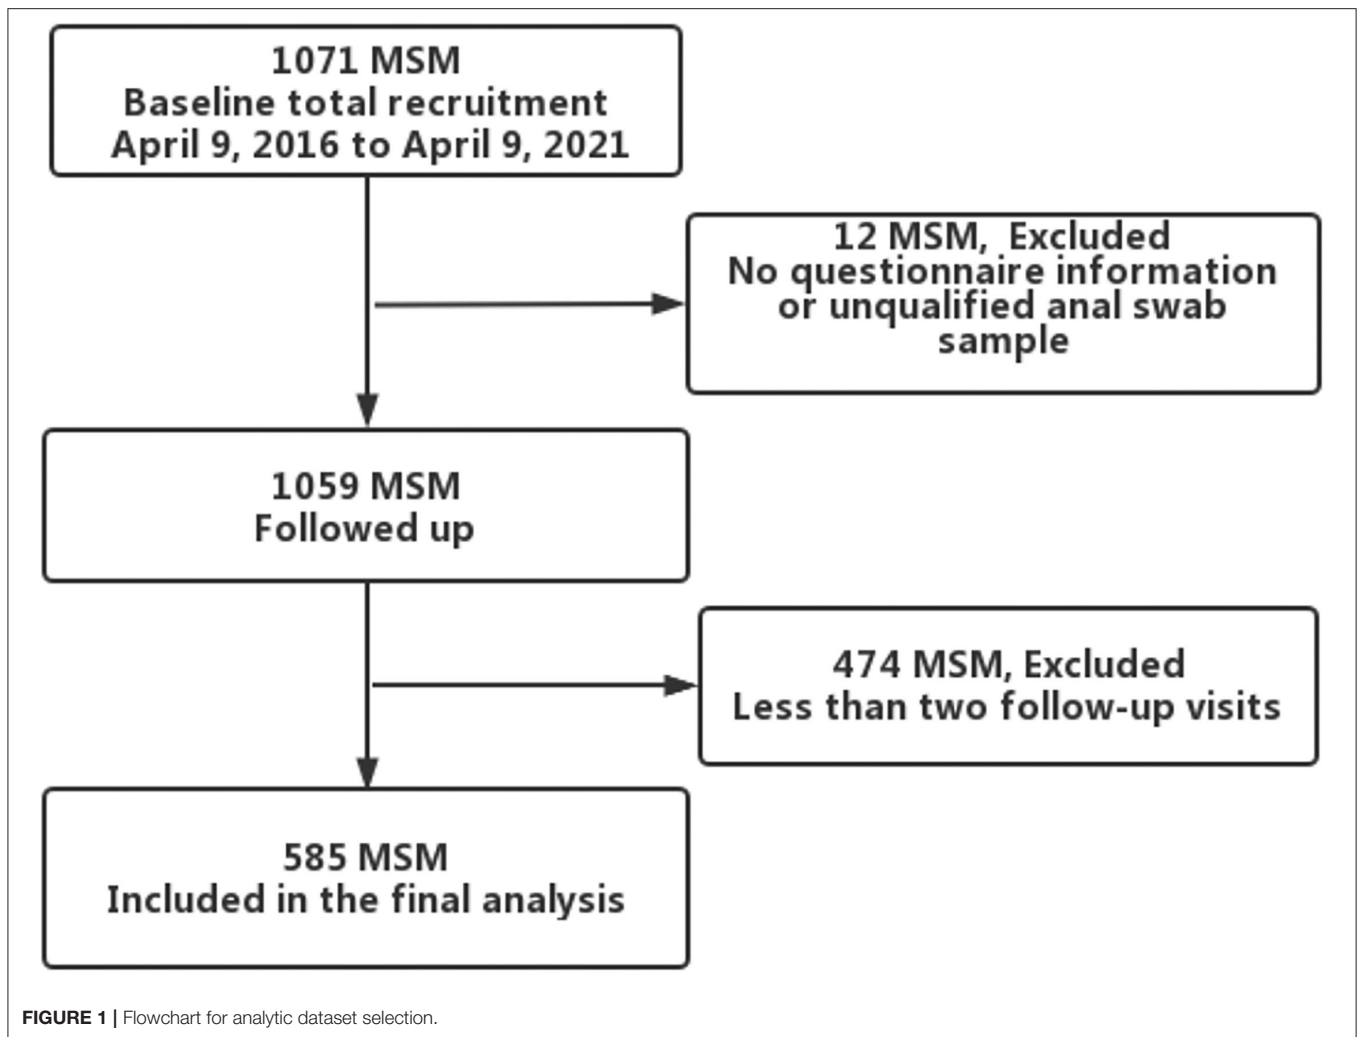 1071 MSM
Baseline total recruitment
April 9, 2016 to April 9, 2021
12 MSM, Excluded
No questionnaire information
or unqualified anal swab
sample
1059 MSM
Followed up
474 MSM, Excluded
Less than two follow-up visits
585 MSM
Included in the final analysis
FIGURE 1 | Flowchart for analytic dataset selection.